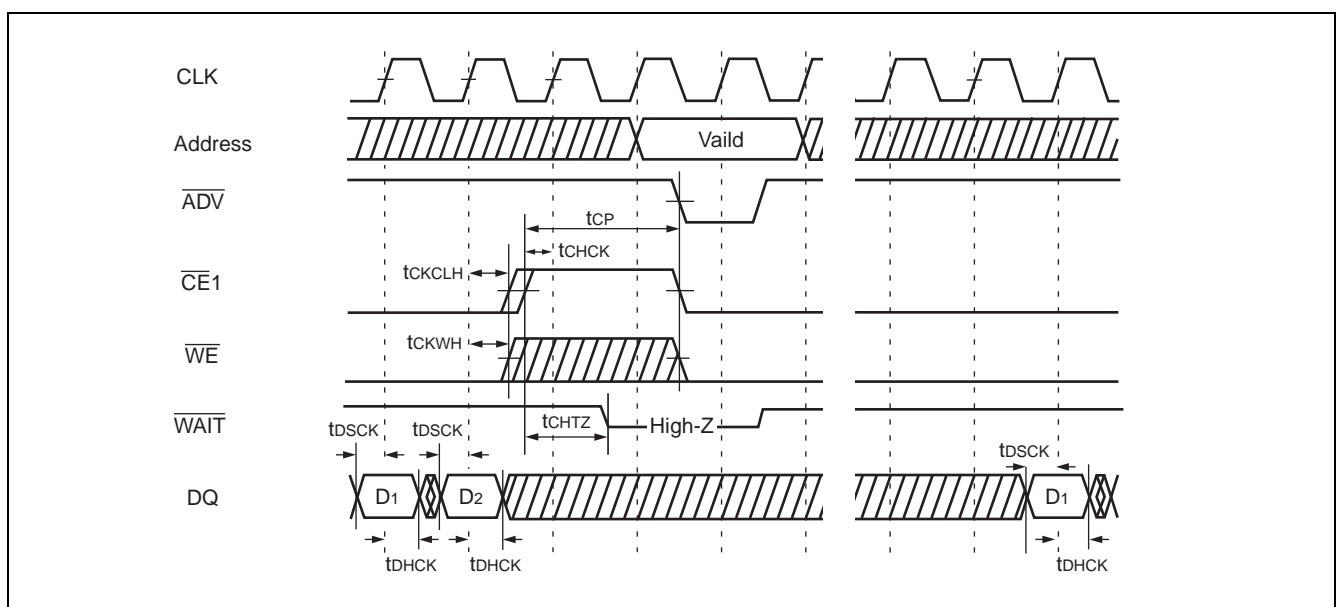 CLK
Address
Vaild
ADV
tCP
tCHCK
tCKCLH
CE1
tCKWH
WE
WAIT
tCHTZ
High-Z
tDSCK
tDSCK
tDSCK
DQ
D1
D2
D1
tDHCK
tDHCK
tDHCK